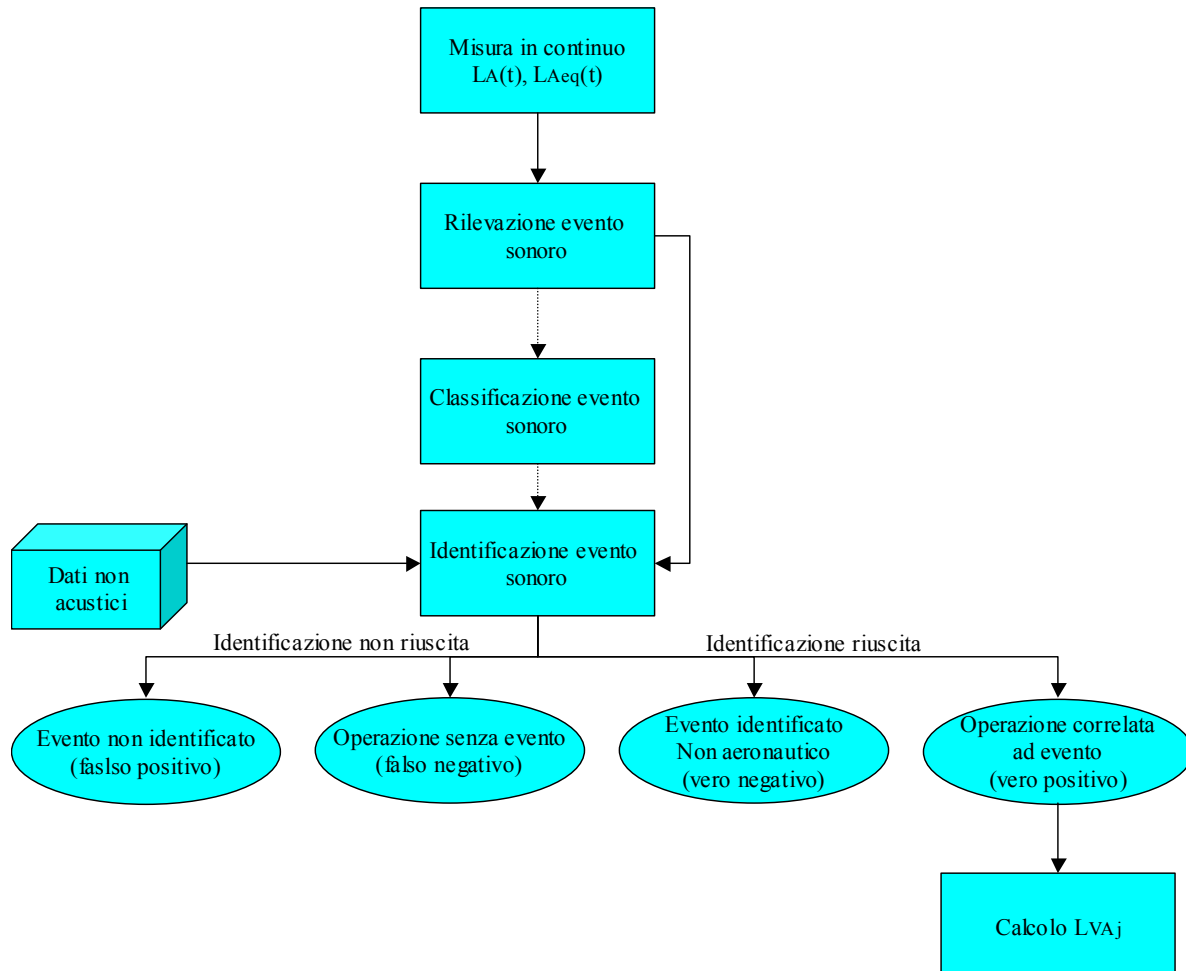 Misura in continuo
LA(t), LAeq(t)
Rilevazione evento
sonoro
Classificazione evento
sonoro
Identificazione evento
sonoro
Dati non
acustici
Identificazione non riuscita
Identificazione riuscita
Evento non identificato
(faslso positivo)
Operazione senza evento
(falso negativo)
Evento identificato
Non aeronautico
(vero negativo)
Operazione correlata
ad evento
(vero positivo)
Calcolo LVAj